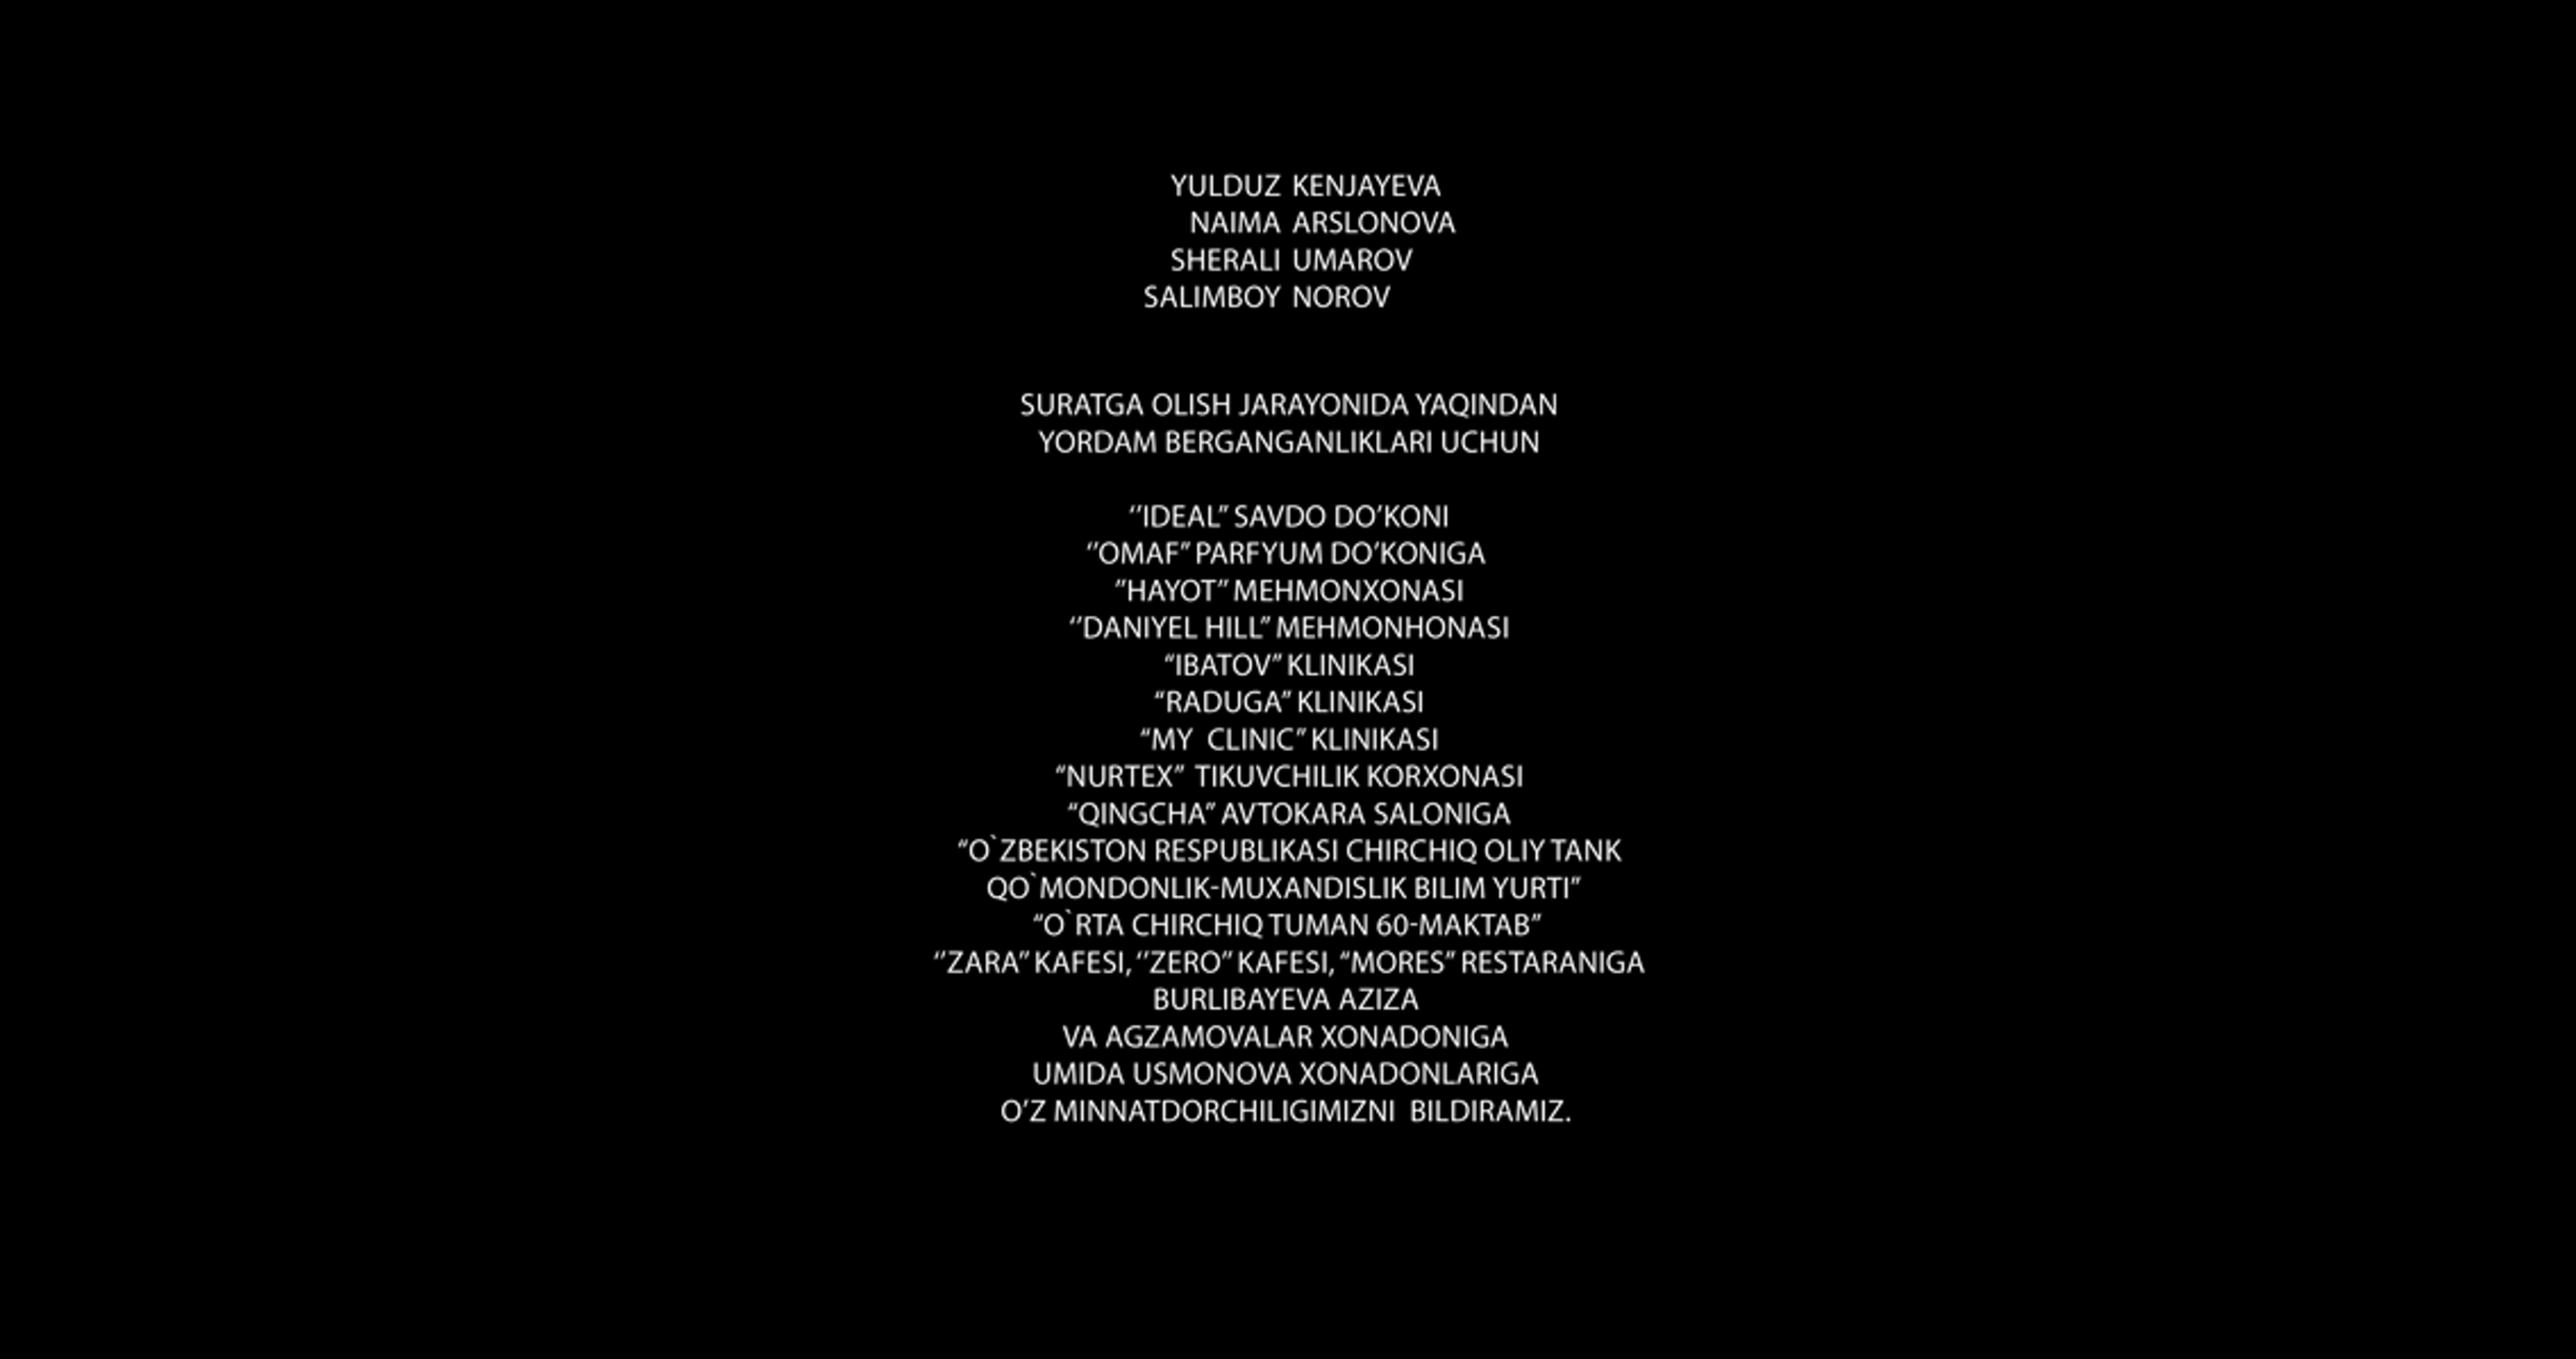 YULDUZ KENJAYEVA
NAIMA ARSLONOVA
SHERALI UMAROV
SALIMBOY NOROV
SURATGA OLISH JARAYONIDA YAQINDAN
YORDAM BERGANGANLIKLARI UCHUN
‘’IDEAL’’ SAVDO DO’KONI
‘’OMAF’’ PARFYUM DO’KONIGA
’’HAYOT’’ MEHMONXONASI
‘’DANIYEL HILL’’ MEHMONHONASI
“IBATOV” KLINIKASI
“RADUGA” KLINIKASI
“MY CLINIC” KLINIKASI
“NURTEX” TIKUVCHILIK KORXONASI
“QINGCHA” AVTOKARA SALONIGA
“O`ZBEKISTON RESPUBLIKASI CHIRCHIQ OLIY TANK
QO`MONDONLIK-MUXANDISLIK BILIM YURTI”
“O`RTA CHIRCHIQ TUMAN 60-MAKTAB”
‘’ZARA’’ KAFESI, ‘’ZERO’’ KAFESI, “MORES” RESTARANIGA
BURLIBAYEVA AZIZA
VA AGZAMOVALAR XONADONIGA
UMIDA USMONOVA XONADONLARIGA
O’Z MINNATDORCHILIGIMIZNI BILDIRAMIZ.